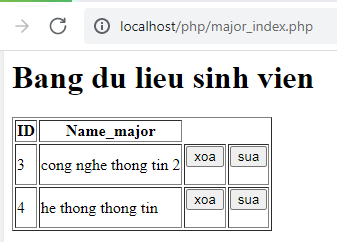 localhost/php/major_index.php
Bang du lieu sinh vien
ID Name_major
3 cong nghe thong tin 2 xoa sua
4 he thong thong tin xoa sua